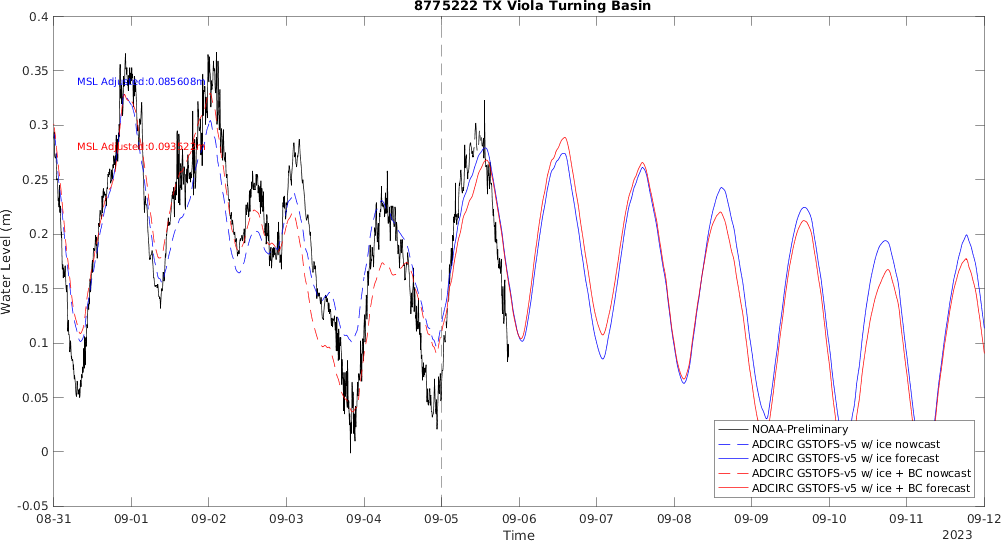 8775222 TX Viola Turning Basin
Water Level (m)
0.4
0.35
0.3
0.25
0.2
0.15
0.1
0.05
0
-0.05
MSL Adjusted:0.085608m
MSL Adjusted:
NOAA-Preliminary
ADCIRC GSTOFS-v5 w/ ice nowcast
ADCIRC GSTOFS-v5 w/ ice forecast
ADCIRC GSTOFS-v5 w/ ice + BC nowcast
ADCIRC GSTOFS-v5 w/ ice + BC forecast
08-31 09-01 09-02 09-03 09-04 09-05 09-06 09-07 09-08 09-09 09-10 09-11 09-12
Time
2023